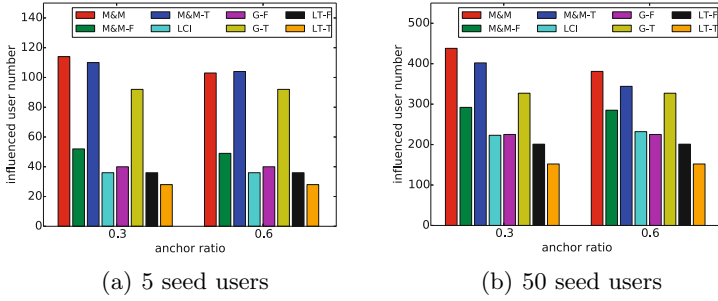 140
120
100
80
60
40
20
0
influenced user number
M&M
M&M-F
M&M-T
LCI
G-F
G-T
LT-F
LT-T
0.3
0.6
anchor ratio
(a) 5 seed users
500
400
300
200
100
0
influenced user number
M&M
M&M-F
M&M-T
LCI
G-F
G-T
LT-F
LT-T
0.3
0.6
anchor ratio
(b) 50 seed users